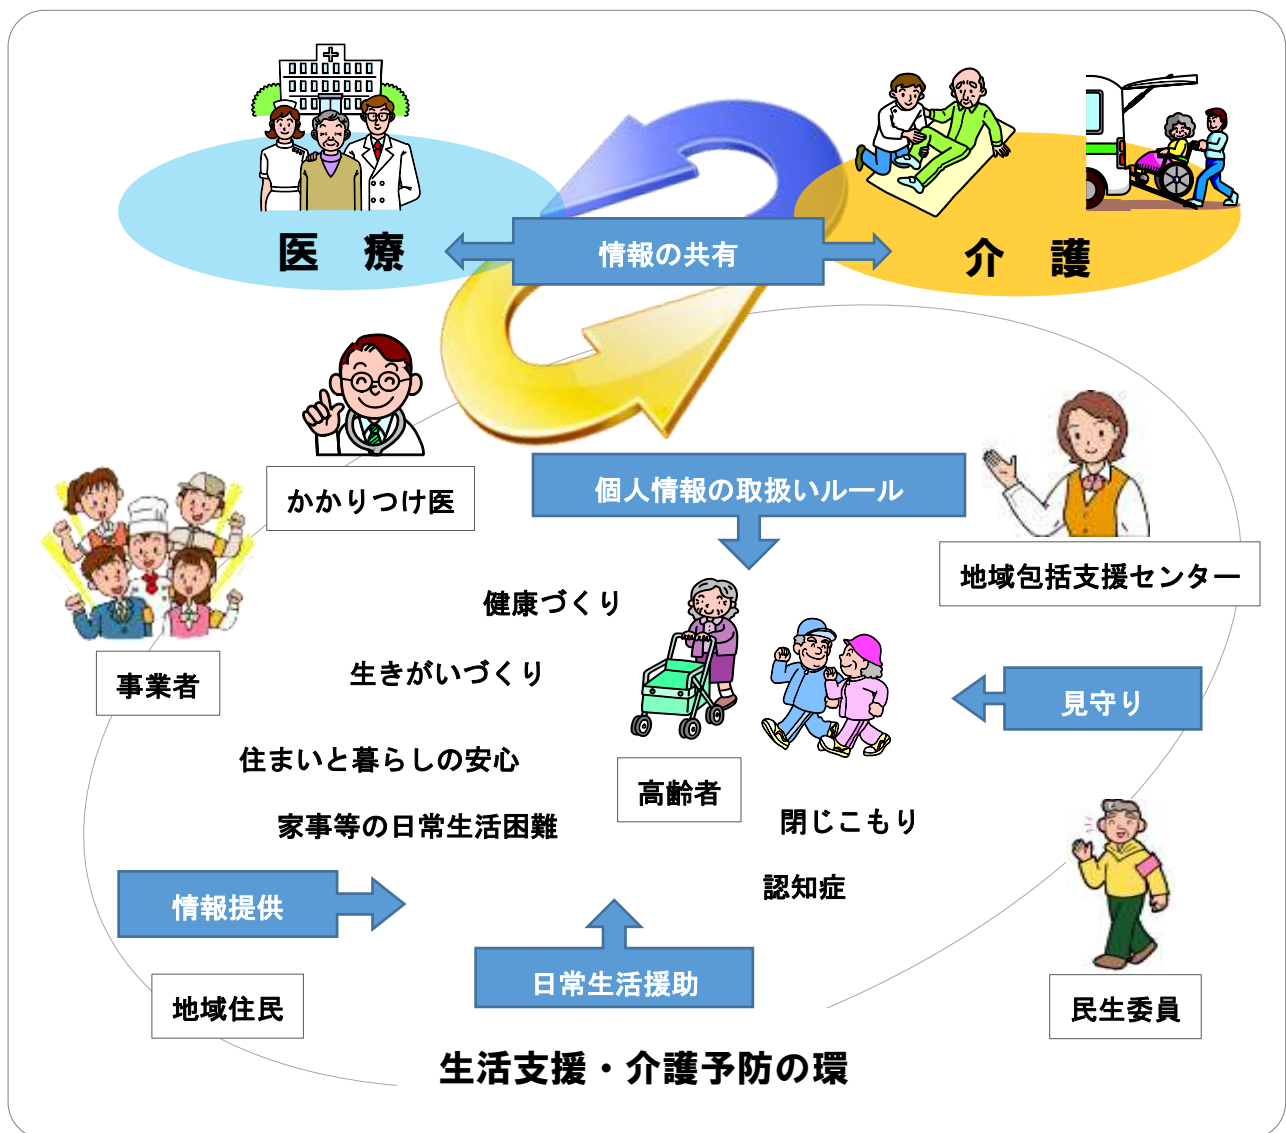 医　療
情報の共有
介　護
かかりつけ医
個人情報の取扱いルール
地域包括支援センター
健康づくり
事業者
生きがいづくり
見守り
住まいと暮らしの安心
高齢者
家事等の日常生活困難
閉じこもり
認知症
情報提供
日常生活援助
地域住民
民生委員
生活支援・介護予防の環